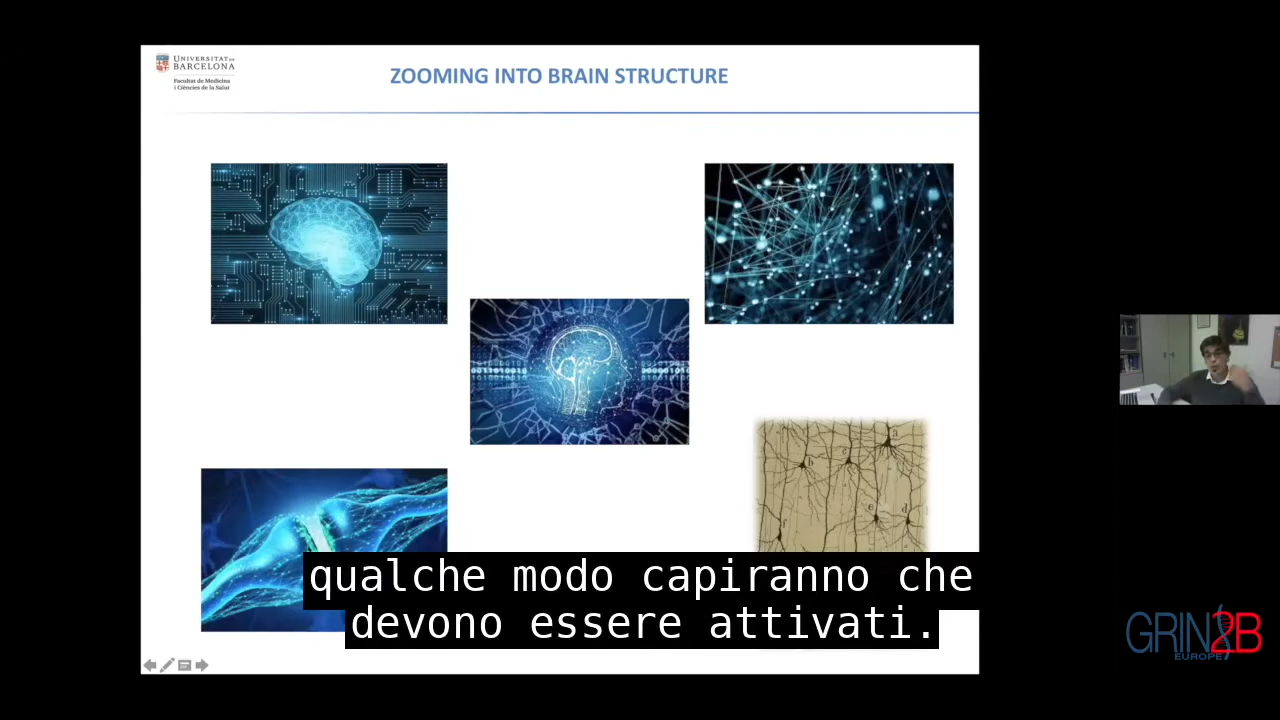 UNIVERSITAT DE
BARCELONA
Facultat de Medicina
i Ciències de la Salut
ZOOMING INTO BRAIN STRUCTURE
a
b
c
e
d
f
qualche modo capiranno che
devono essere attivati.
GRIN2B
EUROPE